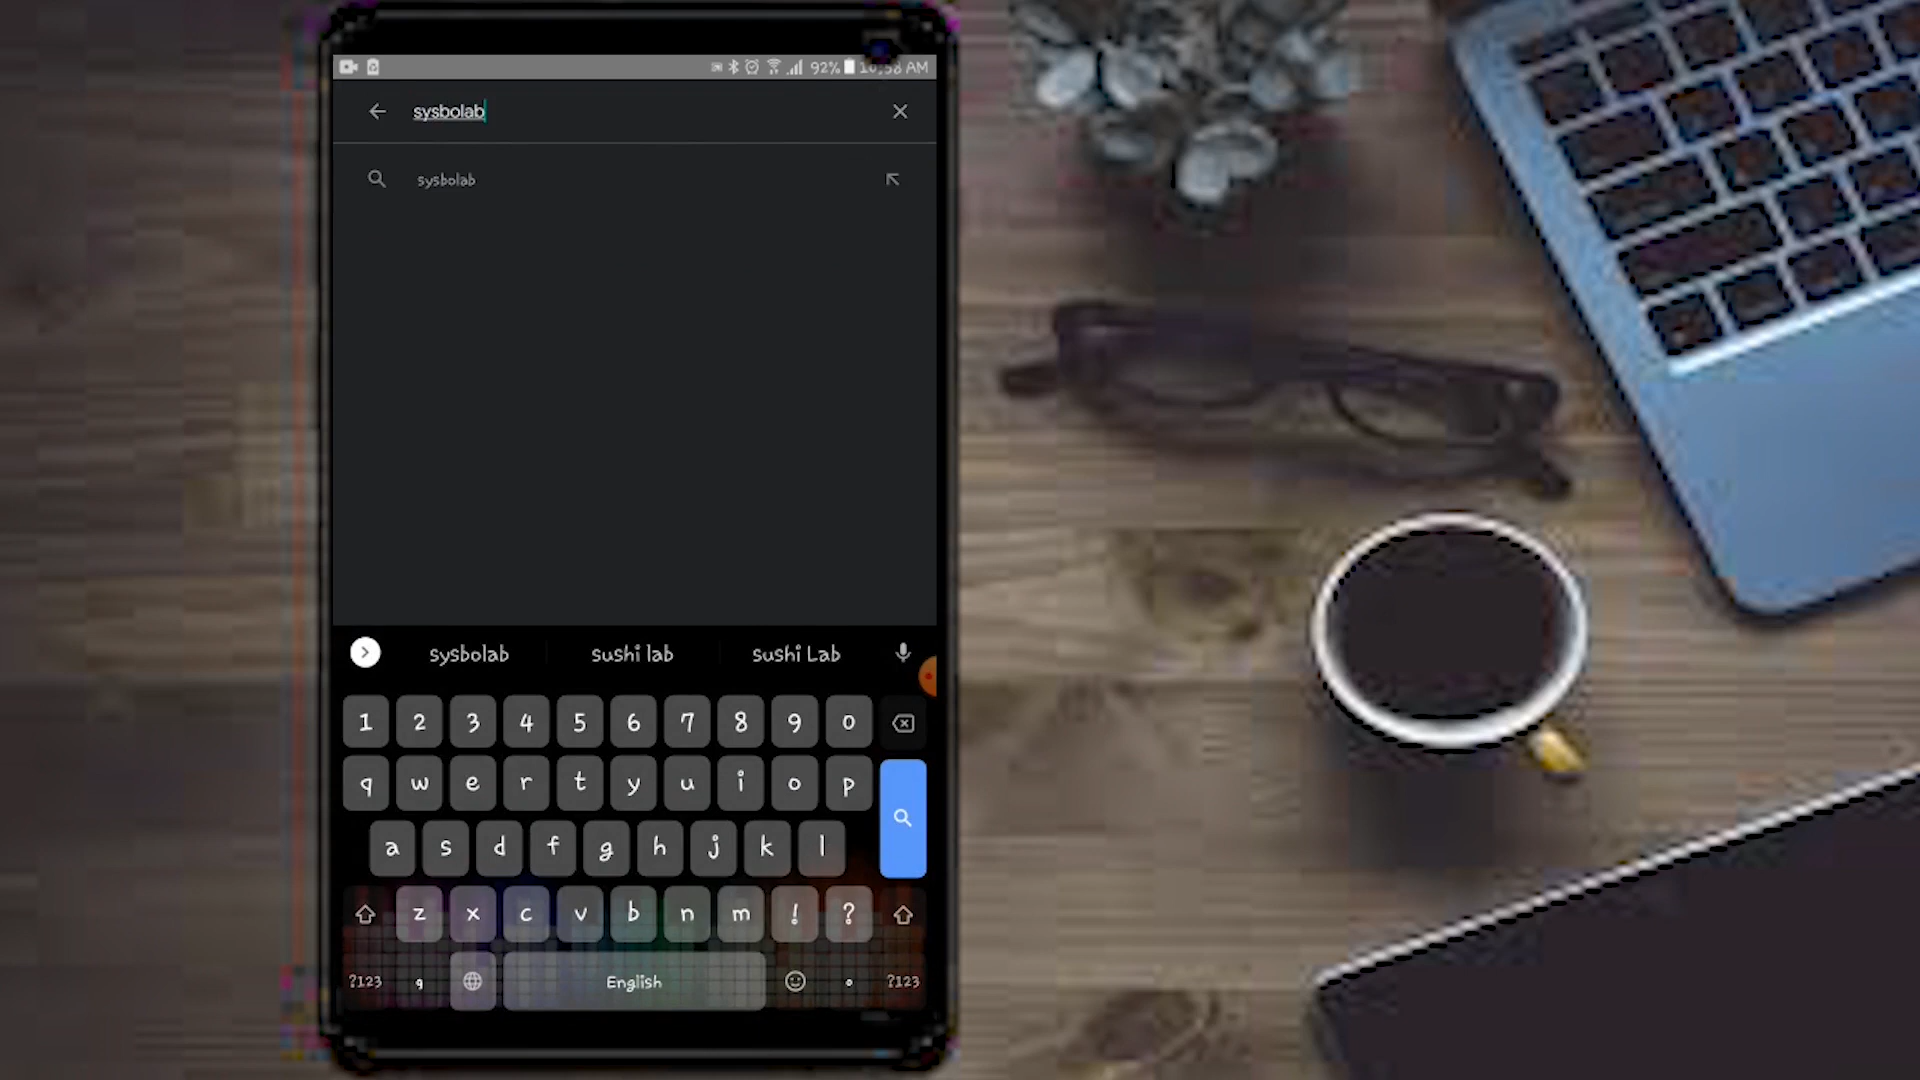 92% 10:58 AM
sysbolab
sysbolab
sysbolab sushi lab sushi Lab
1 2 3 4 5 6 7 8 9 0
q w e r t y u i o p
a s d f g h j k l
z x c v b n m ! ?
?123 , English . ?123